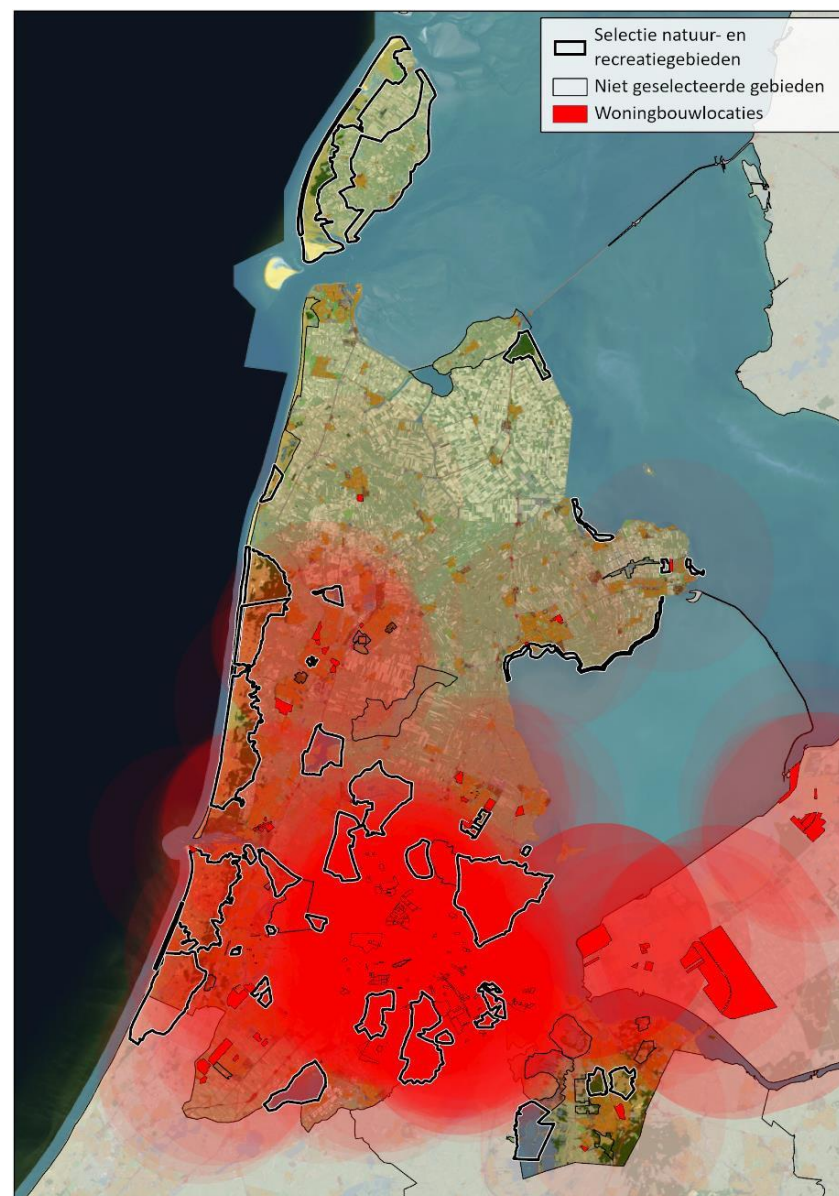 Selectie natuur- en
recreatiegebieden
Niet geselecteerde gebieden
Woningbouwlocaties